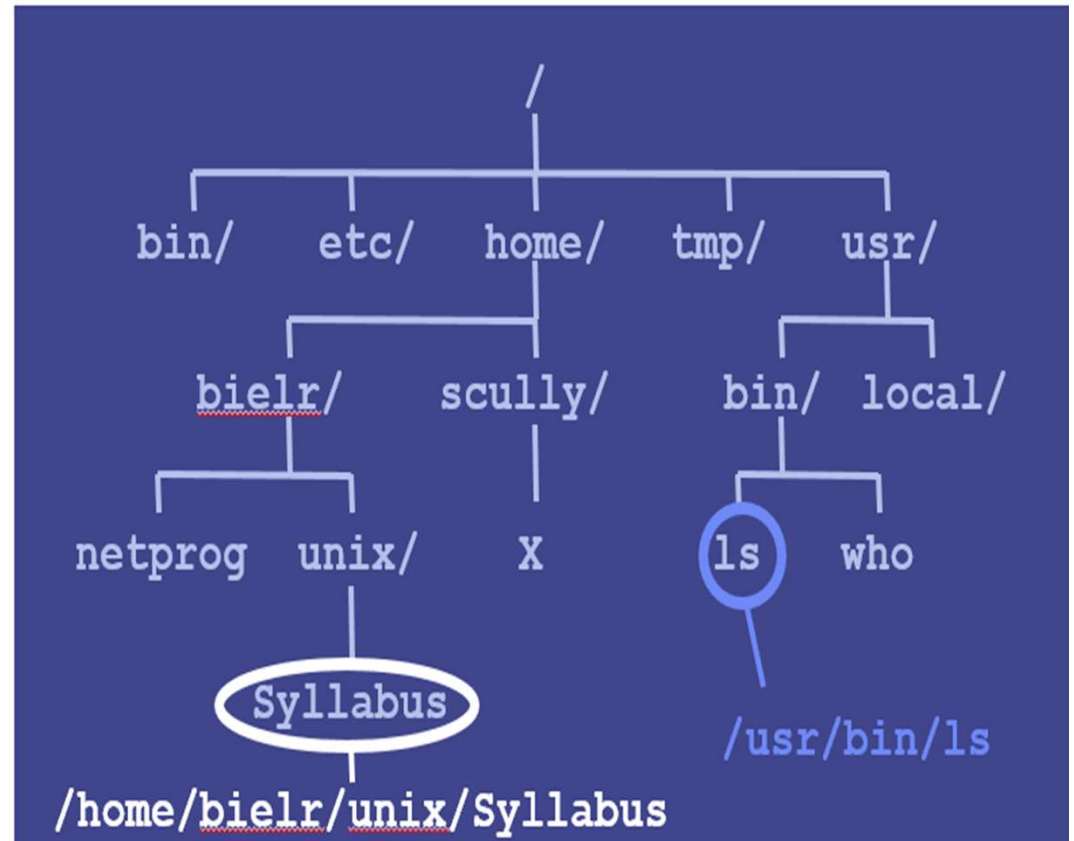 /
bin/ etc/ home/ tmp/ usr/
bielr/ scully/ bin/ local/
netprog unix/ X ls who
Syllabus
/usr/bin/ls
/home/bielr/unix/Syllabus